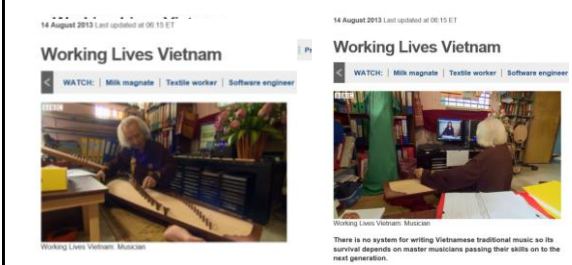 14 August 2013 Last updated at 06:15 ET
Working Lives Vietnam
WATCH: | Milk magnate | Textile worker | Software engineer
BBC
Working Lives Vietnam: Musician
14 August 2013 Last updated at 06:15 ET
Working Lives Vietnam
WATCH: | Milk magnate | Textile worker | Software engineer
BBC
Working Lives Vietnam: Musician
There is no system for writing Vietnamese traditional music so its
survival depends on master musicians passing their skills on to the
next generation.